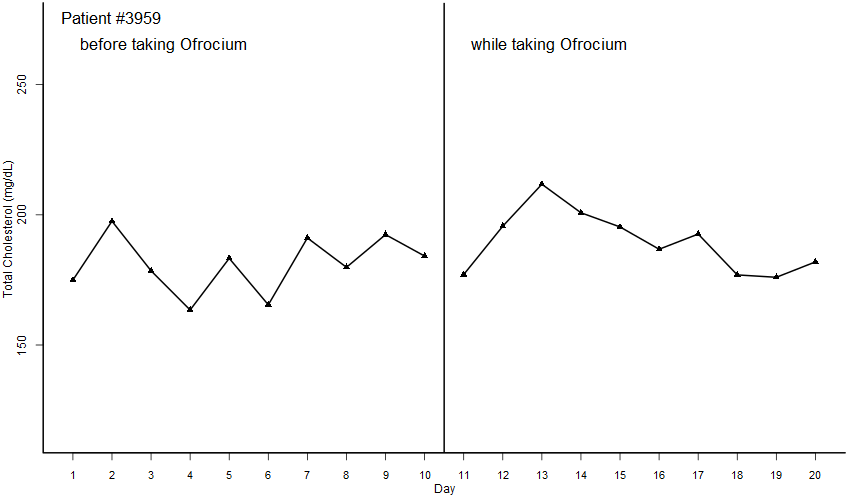 Patient #3959
before taking Ofrocium
while taking Ofrocium
Total Cholesterol (mg/dL)
250
200
150
1 2 3 4 5 6 7 8 9 10 11 12 13 14 15 16 17 18 19 20
Day